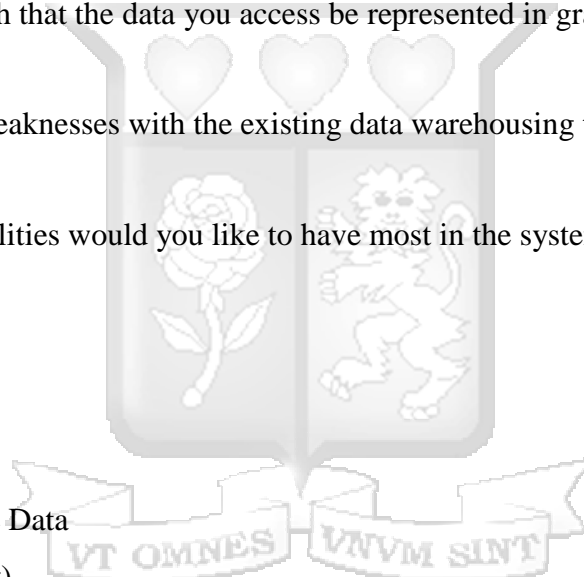 h that the data you access be represented in gra
eaknesses with the existing data warehousing
lities would you like to have most in the syste
Data
VT OMNES VNVM SINT